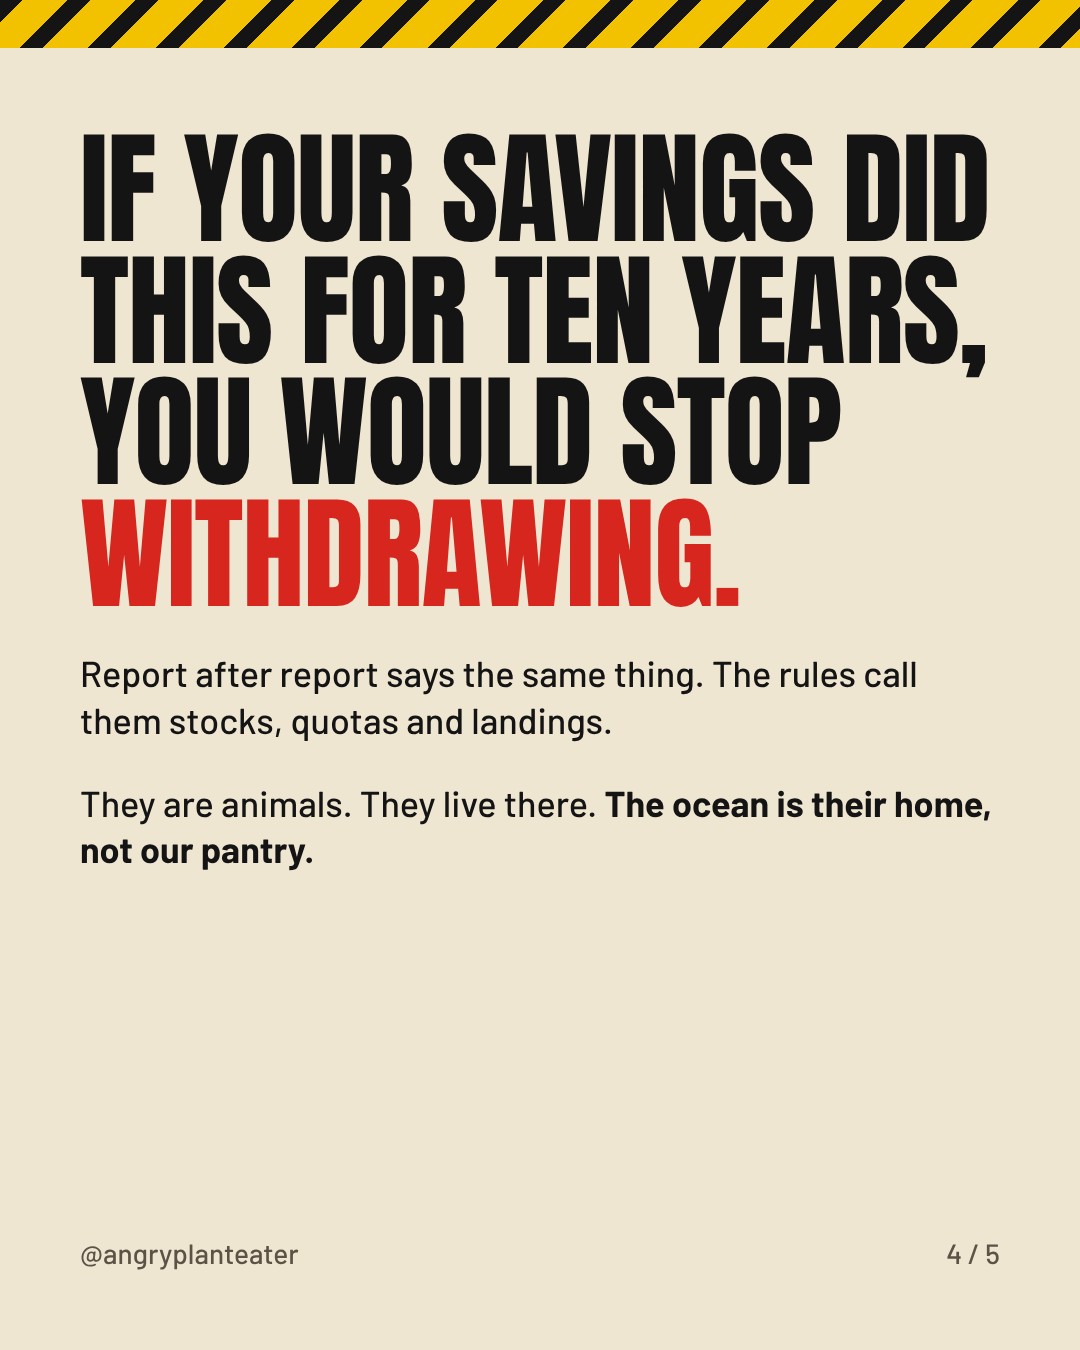 IF YOUR SAVINGS DID
THIS FOR TEN YEARS,
YOU WOULD STOP
WITHDRAWING.
Report after report says the same thing. The rules call
them stocks, quotas and landings.
They are animals. They live there. The ocean is their home,
not our pantry.
@angryplanteater
4 / 5